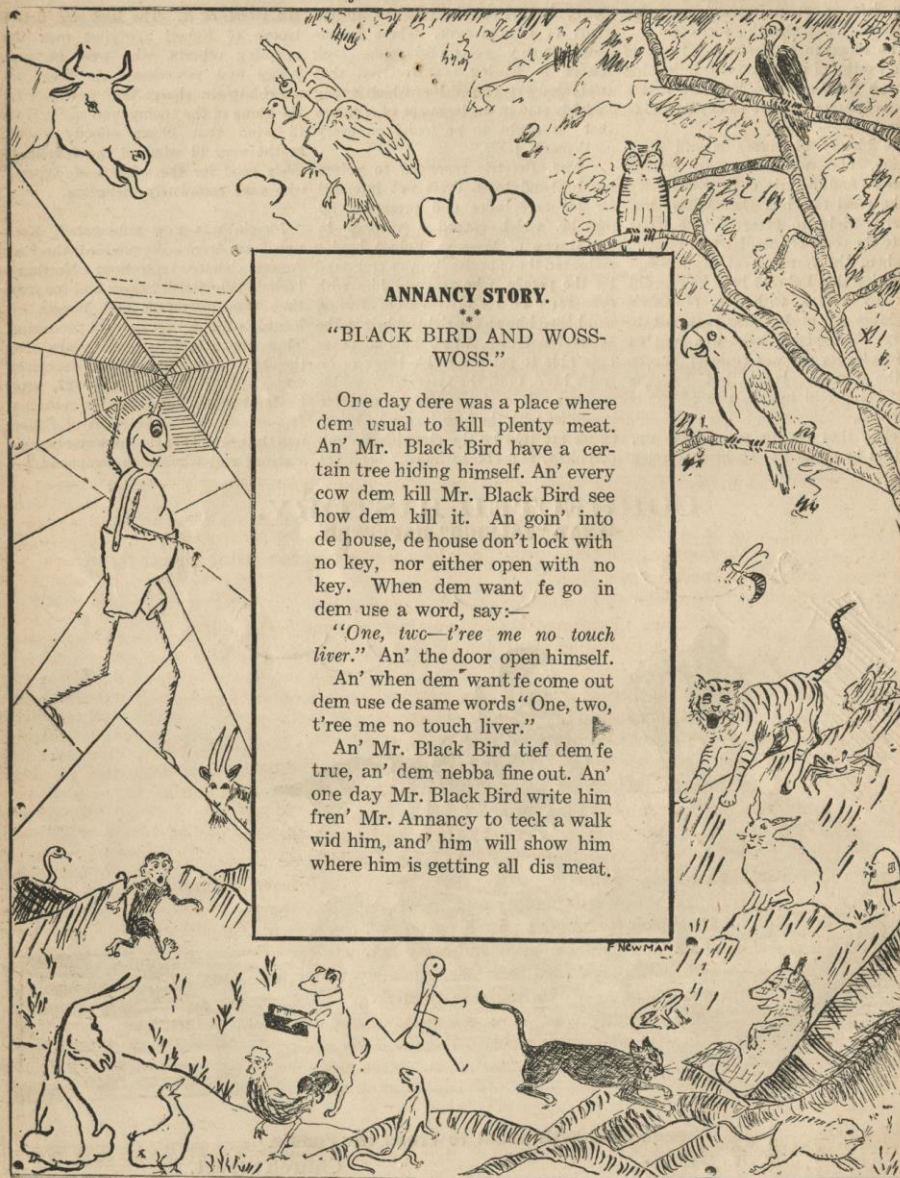 ANNANCY STORY.
***
"BLACK BIRD AND WOSS-
WOSS."
One day dere was a place where
dem usual to kill plenty meat.
An' Mr. Black Bird have a cer-
tain tree hiding himself. An' every
cow dem kill Mr. Black Bird see
how dem kill it. An goin' into
de house, de house don't lock with
no key, nor either open with no
key. When dem want fe go in
dem use a word, say:—
"One, two—t'ree me no touch
liver." An' the door open himself.
An' when dem want fe come out
dem use de same words "One, two,
t'ree me no touch liver."
An' Mr. Black Bird tief dem fe
true, an' dem nebba fine out. An'
one day Mr. Black Bird write him
fren' Mr. Annancy to teck a walk
wid him, and' him will show him
where him is getting all dis meat.
F NEWMAN